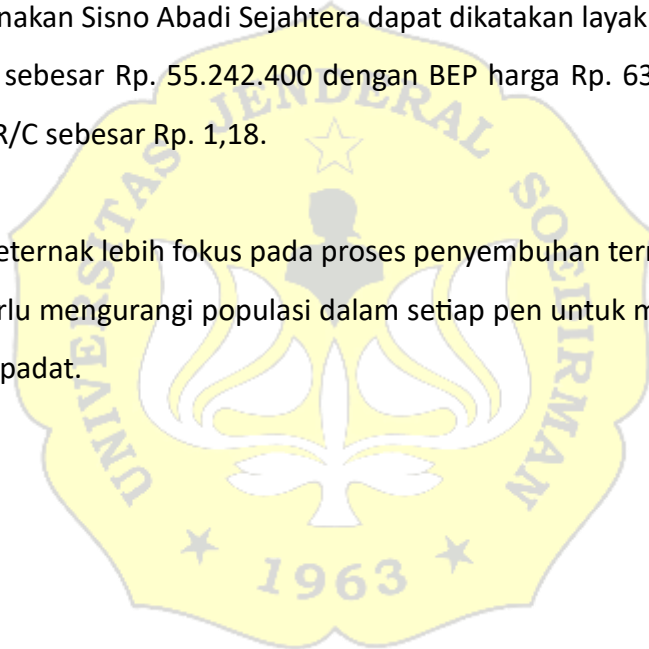 nakan Sisno Abadi Sejahtera dapat dikatakan layak
sebesar Rp. 55.242.400 dengan BEP harga Rp. 63
R/C sebesar Rp. 1,18.
eternak lebih fokus pada proses penyembuhan ter
rlu mengurangi populasi dalam setiap pen untuk m
padat.
UNIVERSITAS JENDERAL SOEDIRMAN
1963